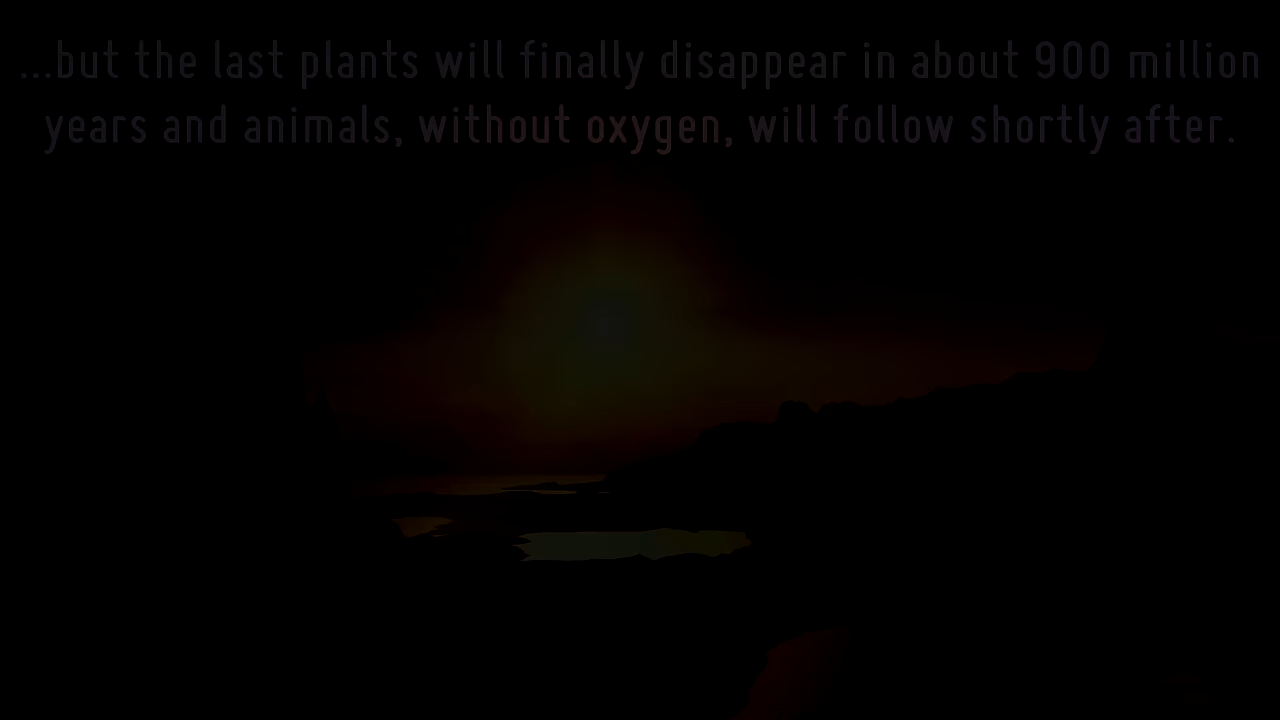 ...but the last plants will finally disappear in about 900 million
years and animals, without oxygen, will follow shortly after.